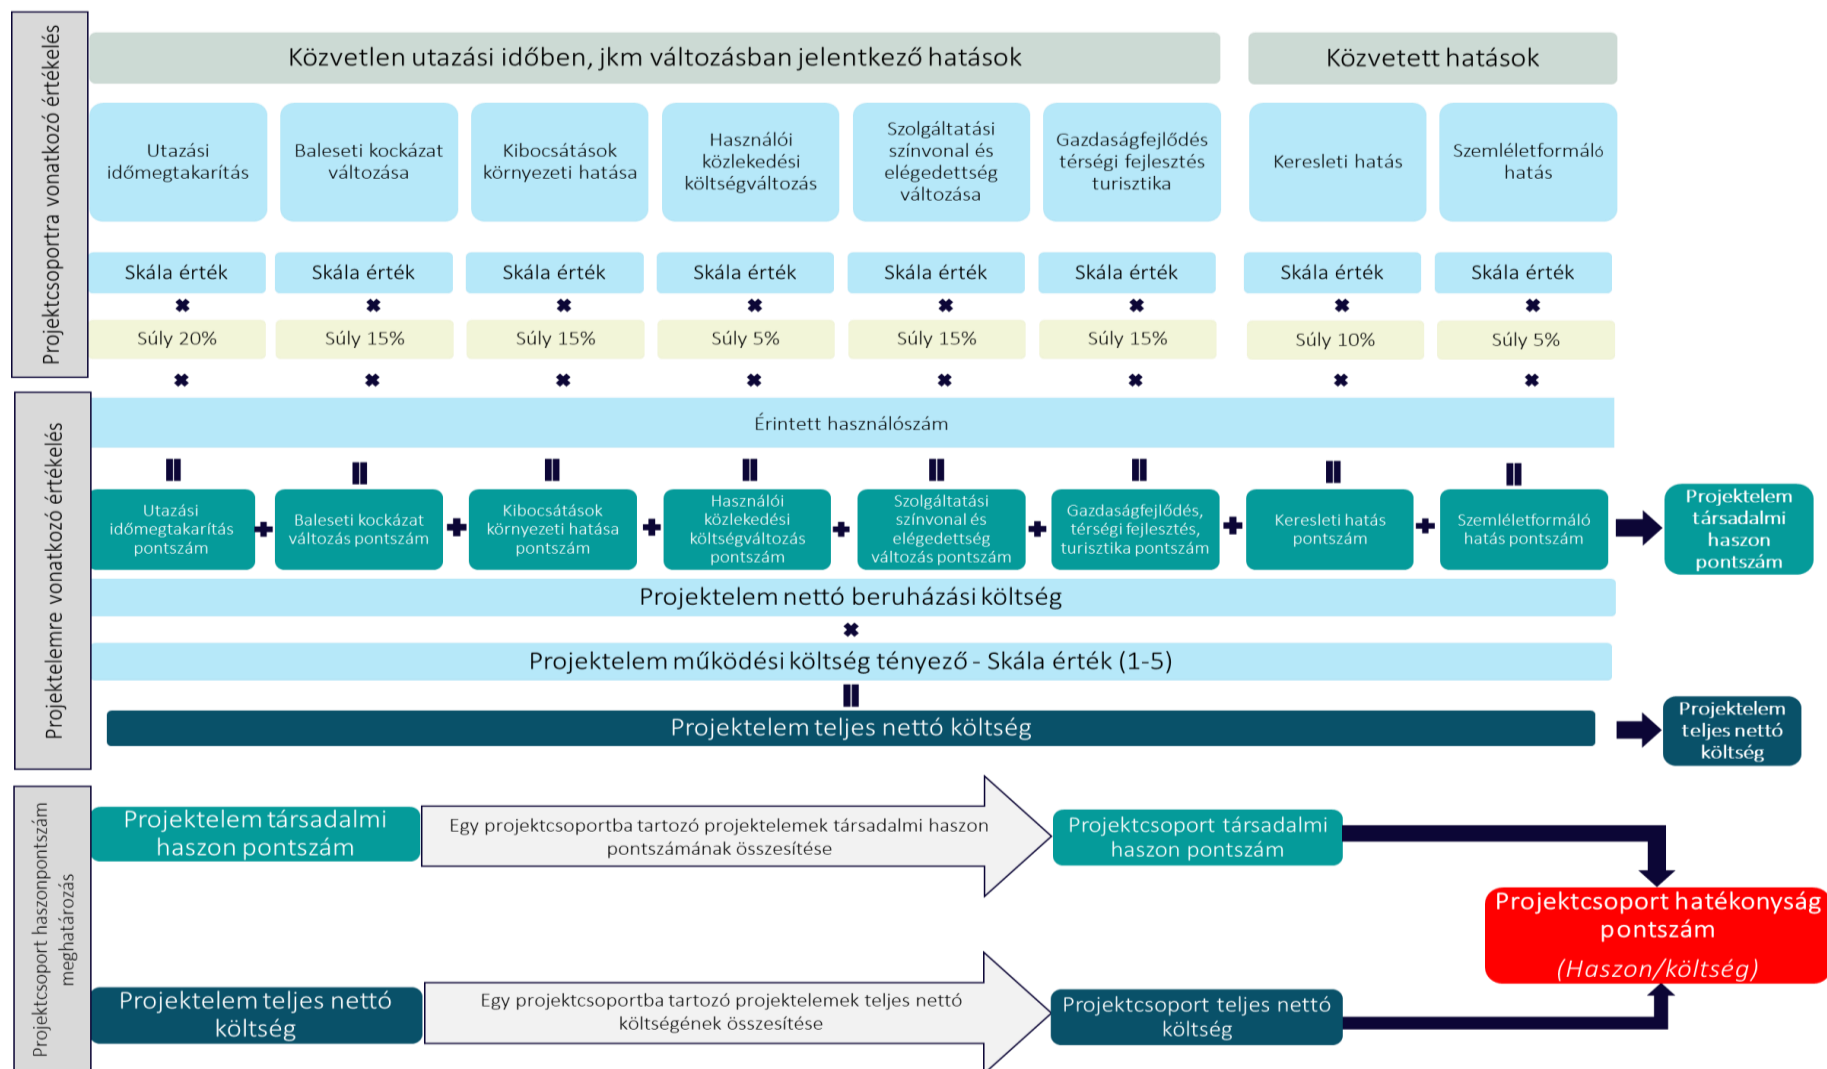 Projektcsoportra vonatkozó értékelés
Közvetlen utazási időben, jkm változásban jelentkező hatások
Közvetett hatások
Utazási
időmegtakarítás
Baleseti kockázat
változása
Kibocsátások
környezeti hatása
Használói
közlekedési
költségváltozás
Szolgáltatási
színvonal és
elégedettség
változása
Gazdaságfejlődés
térségi fejlesztés
turisztika
Keresleti hatás
Szemléletformáló
hatás
Skála érték
Skála érték
Skála érték
Skála érték
Skála érték
Skála érték
Skála érték
Skála érték
Súly 20%
Súly 15%
Súly 15%
Súly 5%
Súly 15%
Súly 15%
Súly 10%
Súly 5%
Projektelemre vonatkozó értékelés
Érintett használószám
Utazási
időmegtakarítás
pontszám
Baleseti kockázat
változás pontszám
Kibocsátások
környezeti hatása
pontszám
Használói
közlekedési
költségváltozás
pontszám
Szolgáltatási
színvonal és
elégedettség
változás pontszám
Gazdaságfejlődés,
térségi fejlesztés,
turisztika pontszám
Keresleti hatás
pontszám
Szemléletformáló
hatás pontszám
Projektelem
társadalmi
haszon
pontszám
Projektelem nettó beruházási költség
Projektelem működési költség tényező - Skála érték (1-5)
Projektelem teljes nettó költség
Projektelem
teljes nettó
költség
Projektcsoport haszonpontszám
meghatározás
Projektelem társadalmi
haszon pontszám
Egy projektcsoportba tartozó projektelemek társadalmi haszon
pontszámának összesítése
Projektcsoport társadalmi
haszon pontszám
Projektcsoport hatékonyság
pontszám
(Haszon/költség)
Projektelem teljes nettó
költség
Egy projektcsoportba tartozó projektelemek teljes nettó
költségének összesítése
Projektcsoport teljes nettó
költség